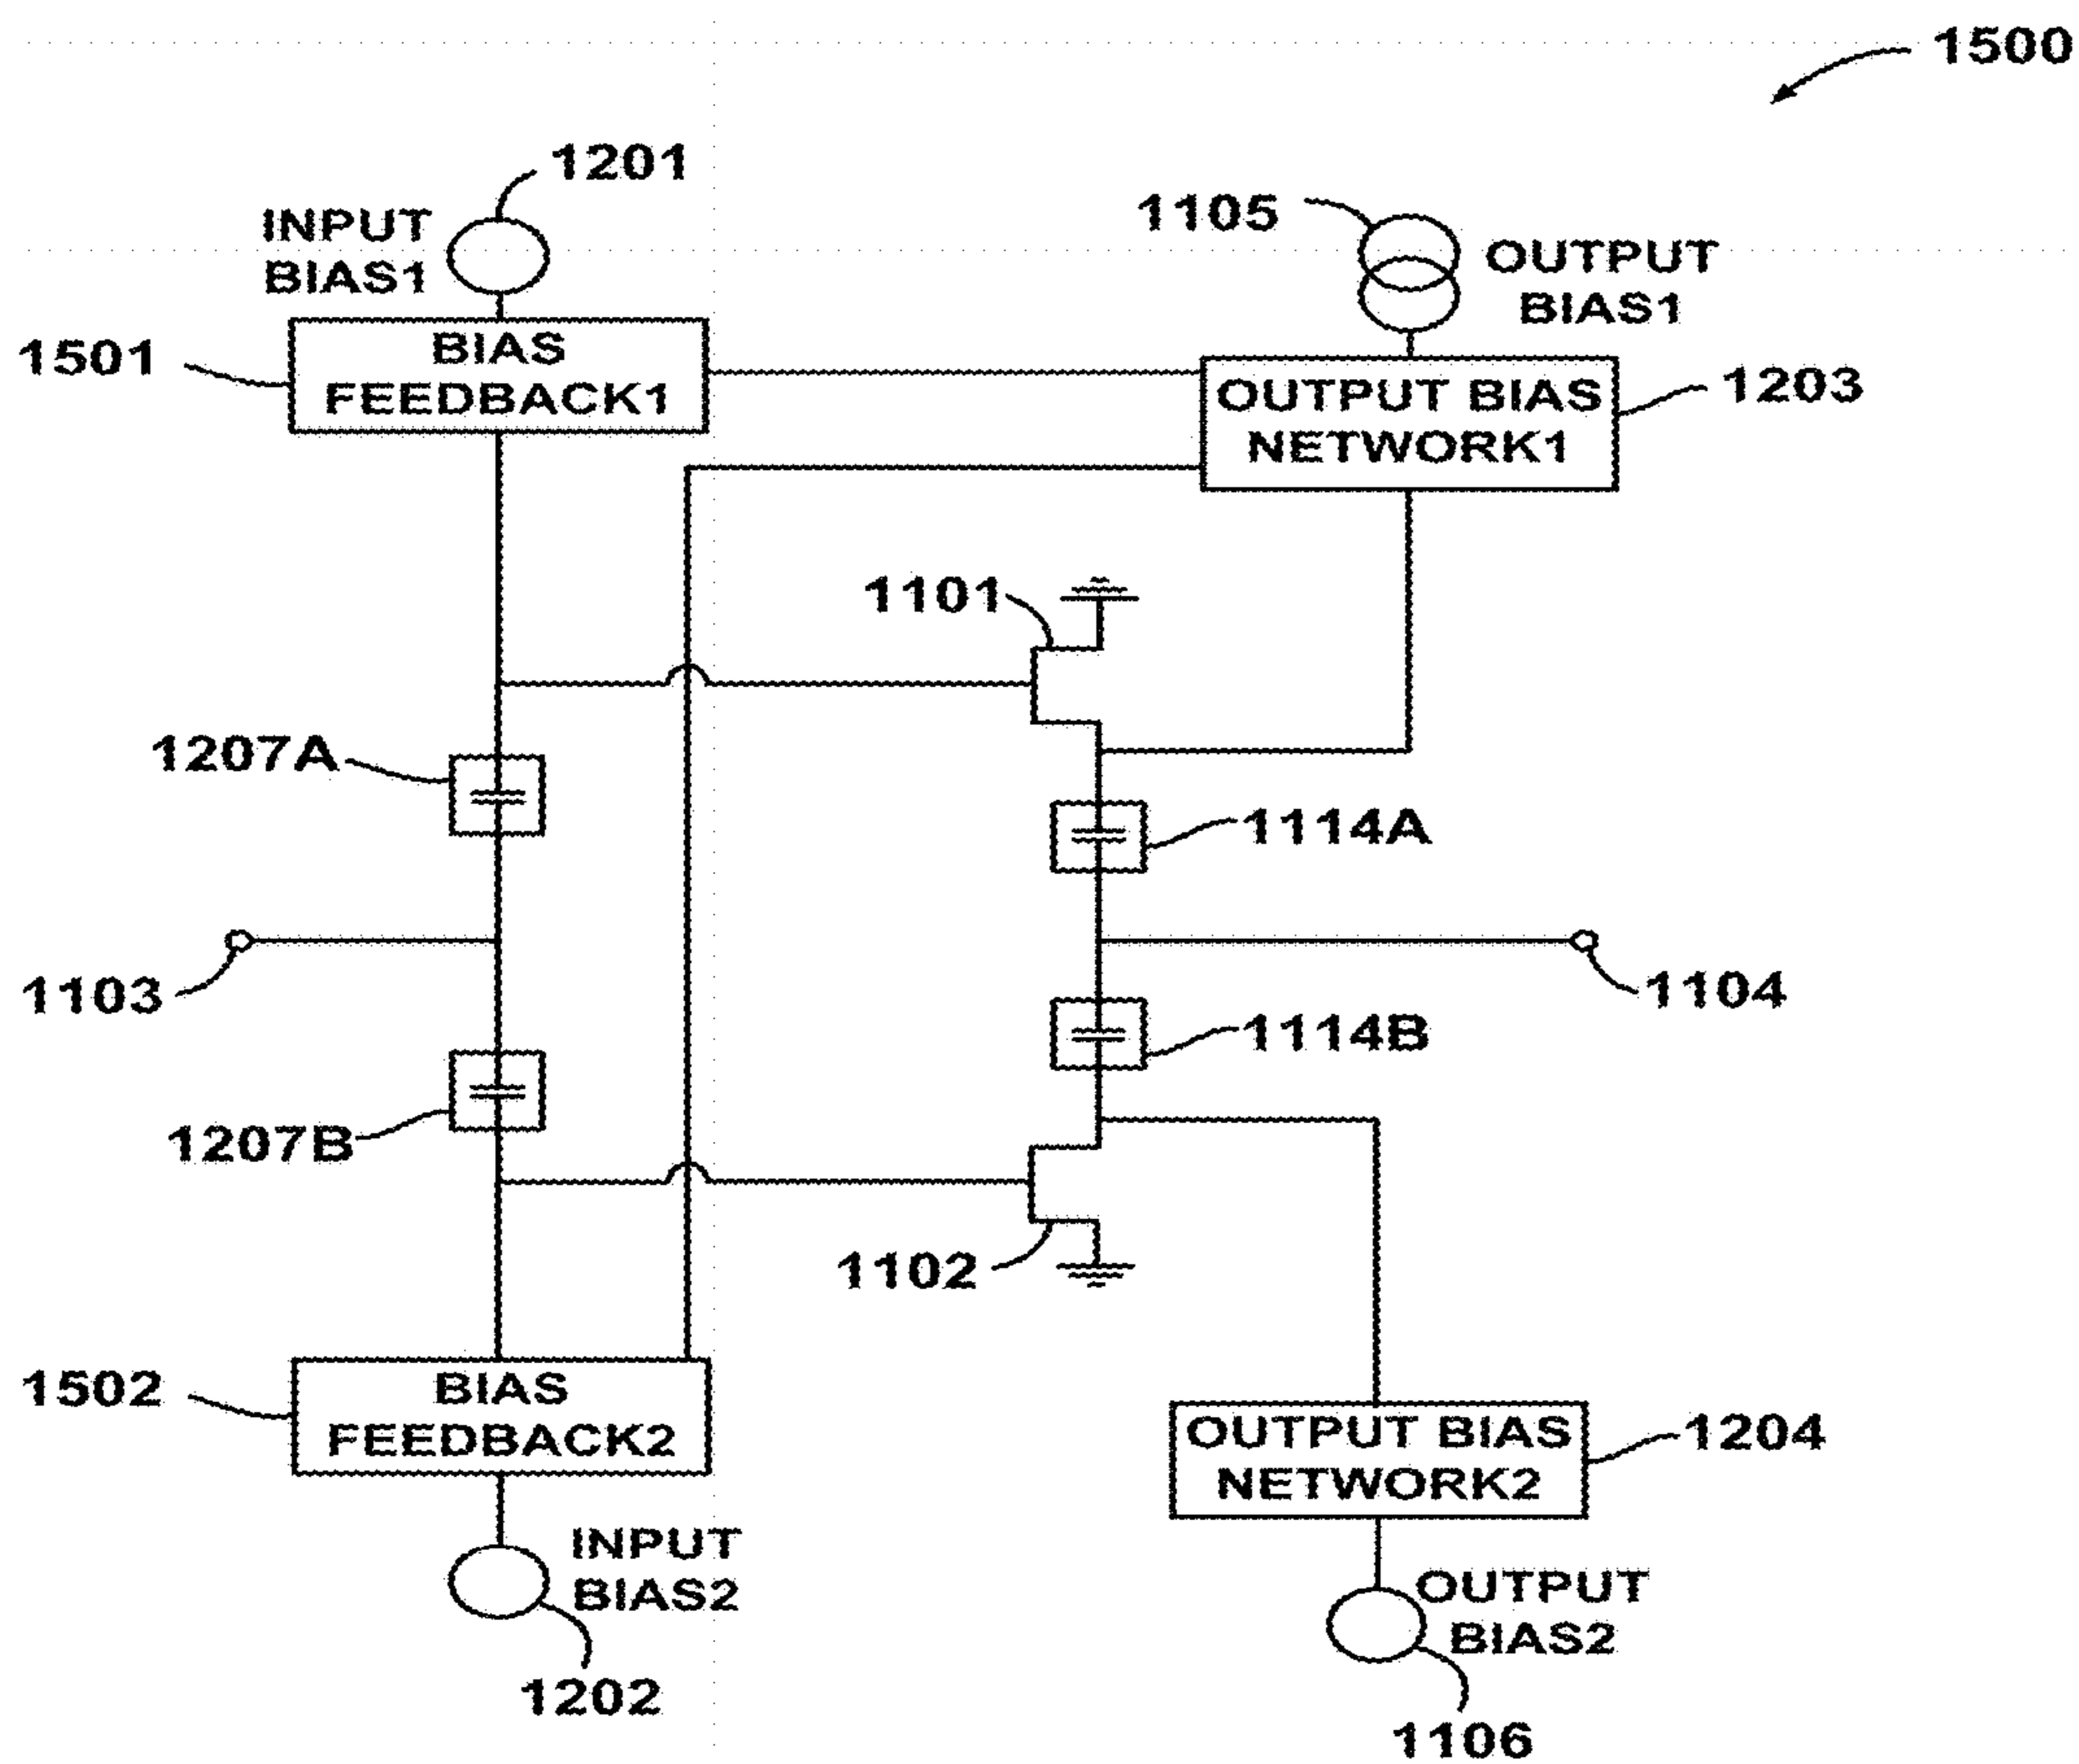 1500
1201
INPUT
BIAS1
1105
OUTPUT
BIAS1
1501
BIAS
FEEDBACK1
OUTPUT BIAS
NETWORK1
1203
1101
1207A
1114A
1103
1104
1114B
1207B
1102
1502
BIAS
FEEDBACK2
OUTPUT BIAS
NETWORK2
1204
INPUT
BIAS2
OUTPUT
BIAS2
1202
1106